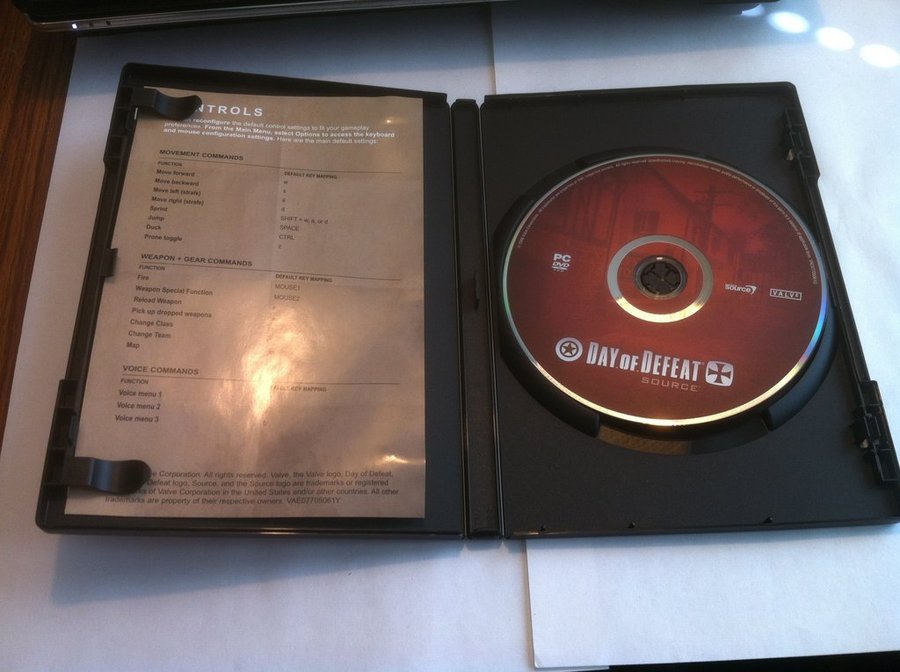 NTROLS
reconfigure the default control settings to fit your gameplay
preferences. From the Main Menu, select Options to access the keyboard
and mouse configuration settings. Here are the main default settings:
MOVEMENT COMMANDS
FUNCTION DEFAULT KEY MAPPING
Move forward w
Move backward s
Move left (strafe) a
Move right (strafe) d
Sprint SHIFT + w, a, or d
Jump SPACE
Duck CTRL
Prone toggle z
WEAPON + GEAR COMMANDS
FUNCTION DEFAULT KEY MAPPING
Fire MOUSE1
Weapon Special Function MOUSE2
Reload Weapon
Pick up dropped weapons
Change Class
Change Team
Map
VOICE COMMANDS
FUNCTION FAULT KEY MAPPING
Voice menu 1
Voice menu 2
Voice menu 3
ve Corporation. All rights reserved. Valve, the Valve logo, Day of Defeat,
Defeat logo, Source, and the Source logo are trademarks or registered
ks of Valve Corporation in the United States and/or other countries. All other
trademarks are property of their respective owners. VAE07705061Y
PC
DVD
source
VALVE
DAY OF DEFEAT
SOURCE